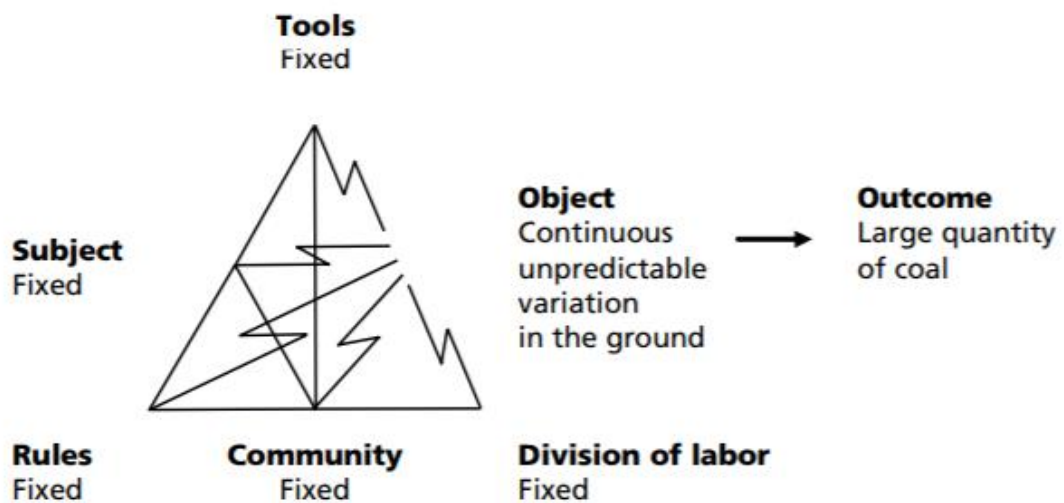 Tools
Fixed
Subject
Fixed
Object
Continuous
unpredictable
variation
in the ground
Outcome
Large quantity
of coal
Rules
Fixed
Community
Fixed
Division of labor
Fixed